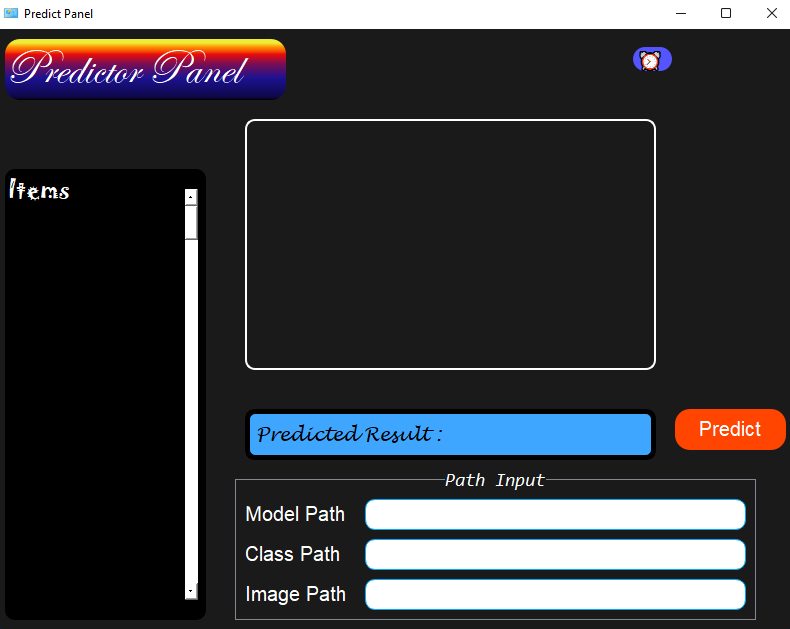 Predict Panel
Predictor Panel
Items
Predicted Result :
Predict
Path Input
Model Path
Class Path
Image Path